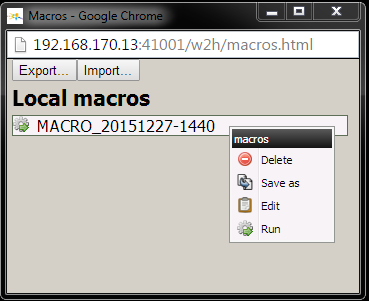 Macros - Google Chrome
192.168.170.13:41001/w2h/macros.html
Export... Import...
Local macros
MACRO_20151227-1440
macros
Delete
Save as
Edit
Run